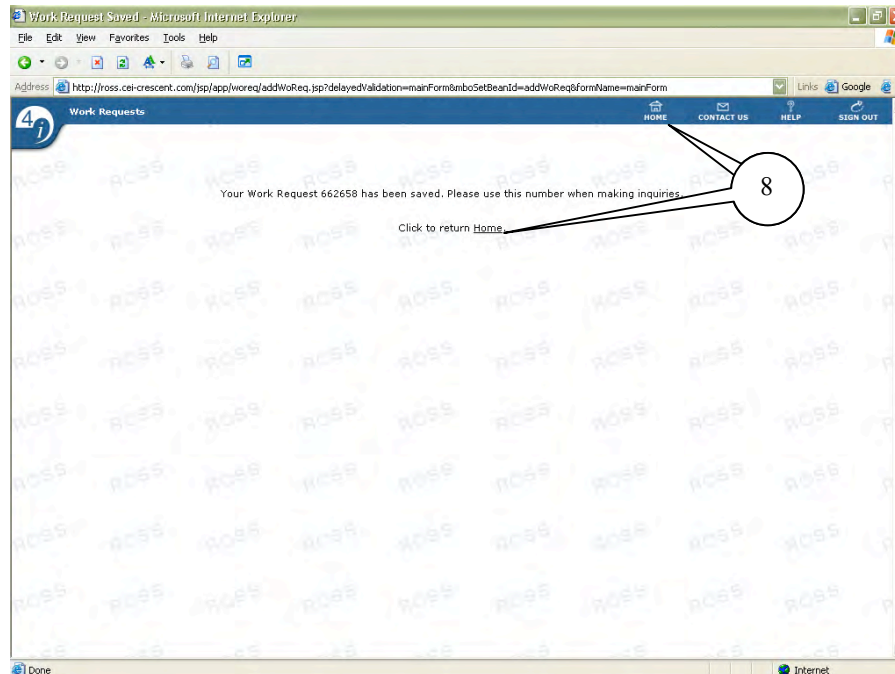 Work Request Saved - Microsoft Internet Explorer
File Edit View Favorites Tools Help
Address http://ross.cei-crescent.com/jsp/app/woreq/addWoReq.jsp?delayedValidation=mainForm&mboSetBeanId=addWoReq&formName=mainForm Links Google
4i Work Requests HOME CONTACT US HELP SIGN OUT
8
Your Work Request 662658 has been saved. Please use this number when making inquiries.
Click to return Home.
ROSS
Done Internet